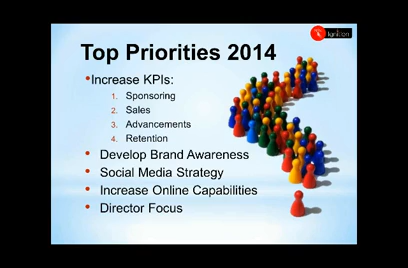 Ignition
Top Priorities 2014
•Increase KPIs:
1. Sponsoring
2. Sales
3. Advancements
4. Retention
• Develop Brand Awareness
• Social Media Strategy
• Increase Online Capabilities
• Director Focus